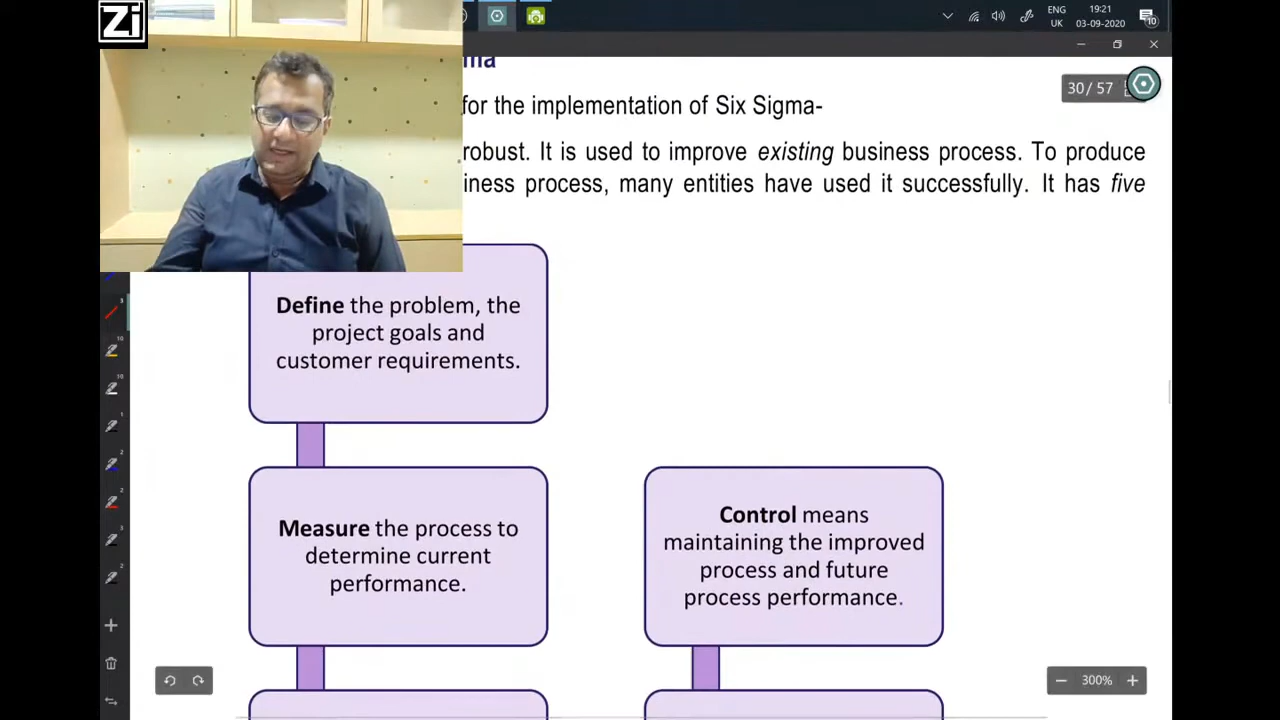 Zi
ENG
UK
19:21
03-09-2020
10
30 / 57
for the implementation of Six Sigma-
robust. It is used to improve existing business process. To produce
iness process, many entities have used it successfully. It has five
Define the problem, the
project goals and
customer requirements.
Measure the process to
determine current
performance.
Control means
maintaining the improved
process and future
process performance.
300%